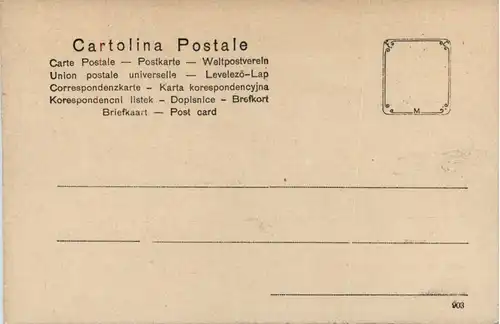 Cartolina Postale
Carte Postale — Postkarte — Weltpostverein
Union postale universelle — Levelező-Lap
Correspondenzkarte - Karta korespondencyjna
Korespondencni listek - Dopisnice - Brefkort
Briefkaart — Post card
M
903